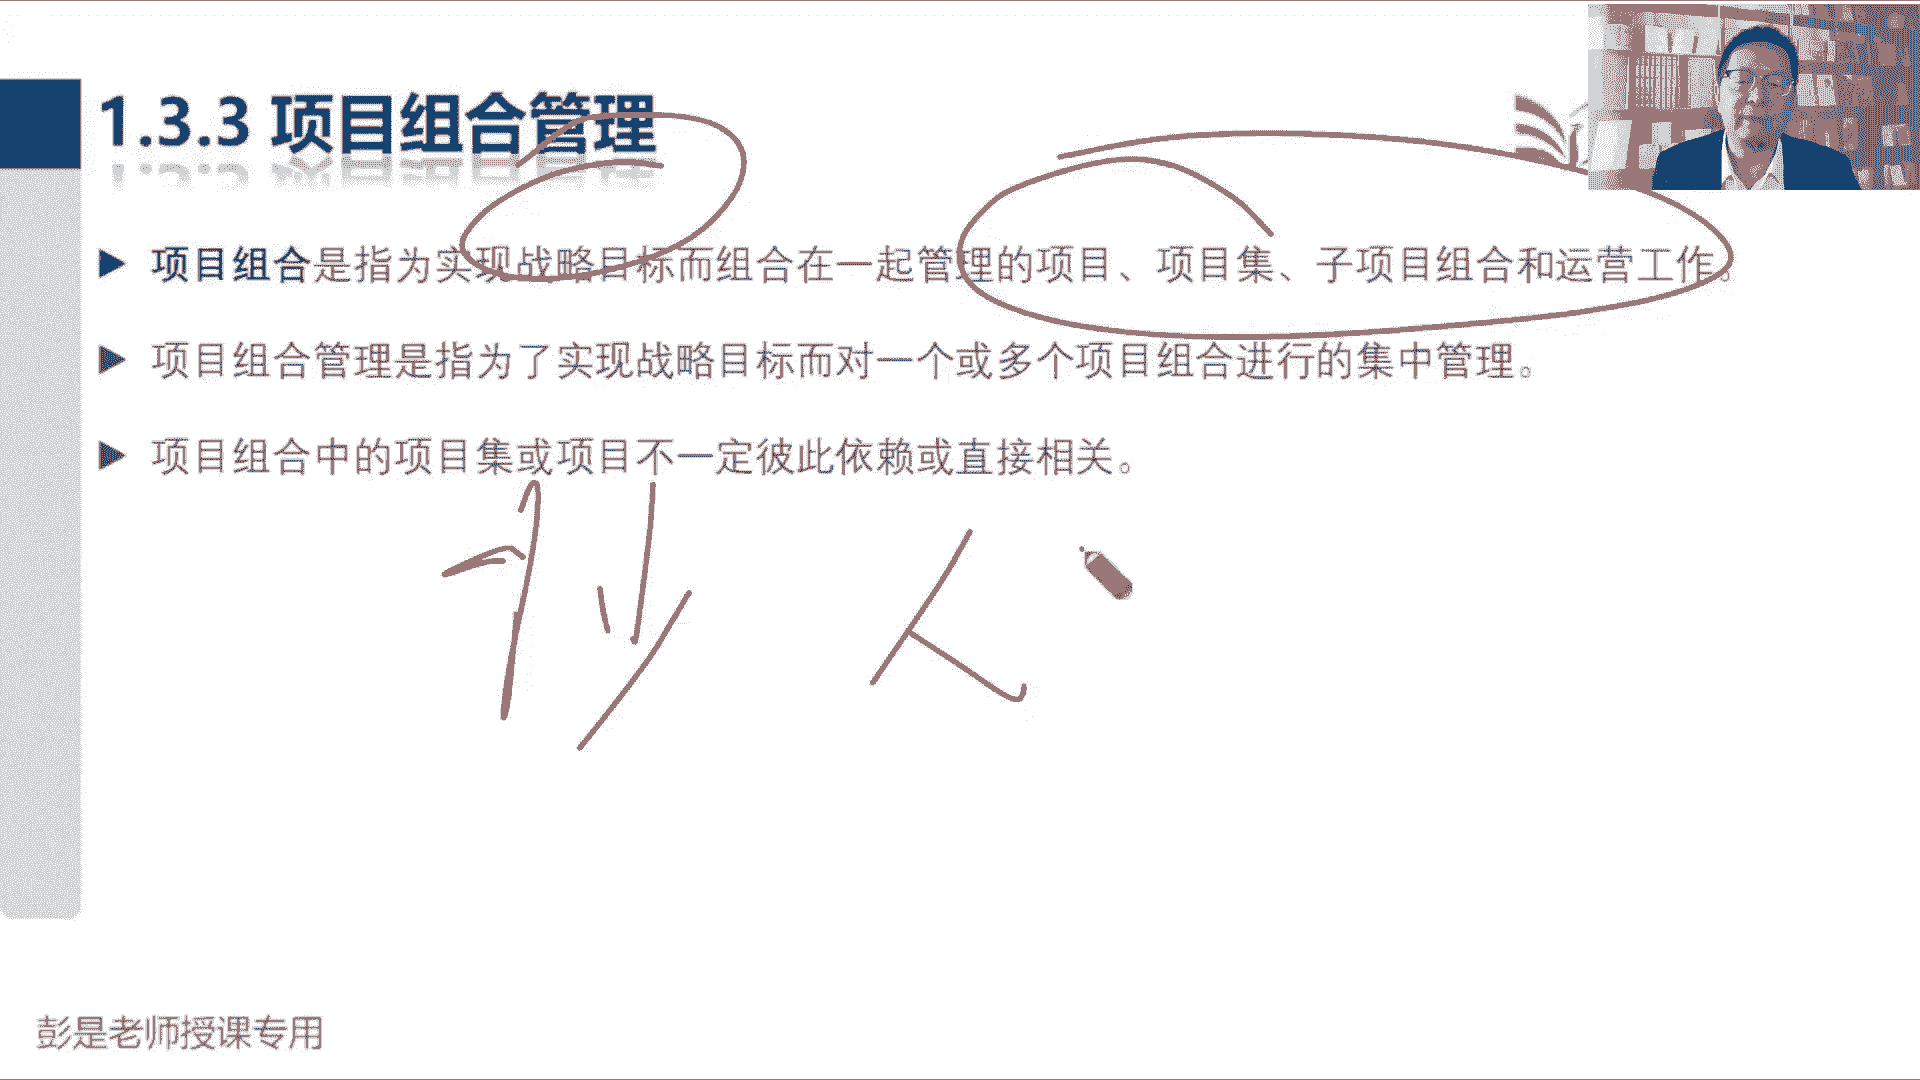 1.3.3 项目组合管理
项目组合是指为实现战略目标而组合在一起管理的项目、项目集、子项目组合和运营工作。
项目组合管理是指为了实现战略目标而对一个或多个项目组合进行的集中管理。
项目组合中的项目集或项目不一定彼此依赖或直接相关。
人
彭是老师授课专用